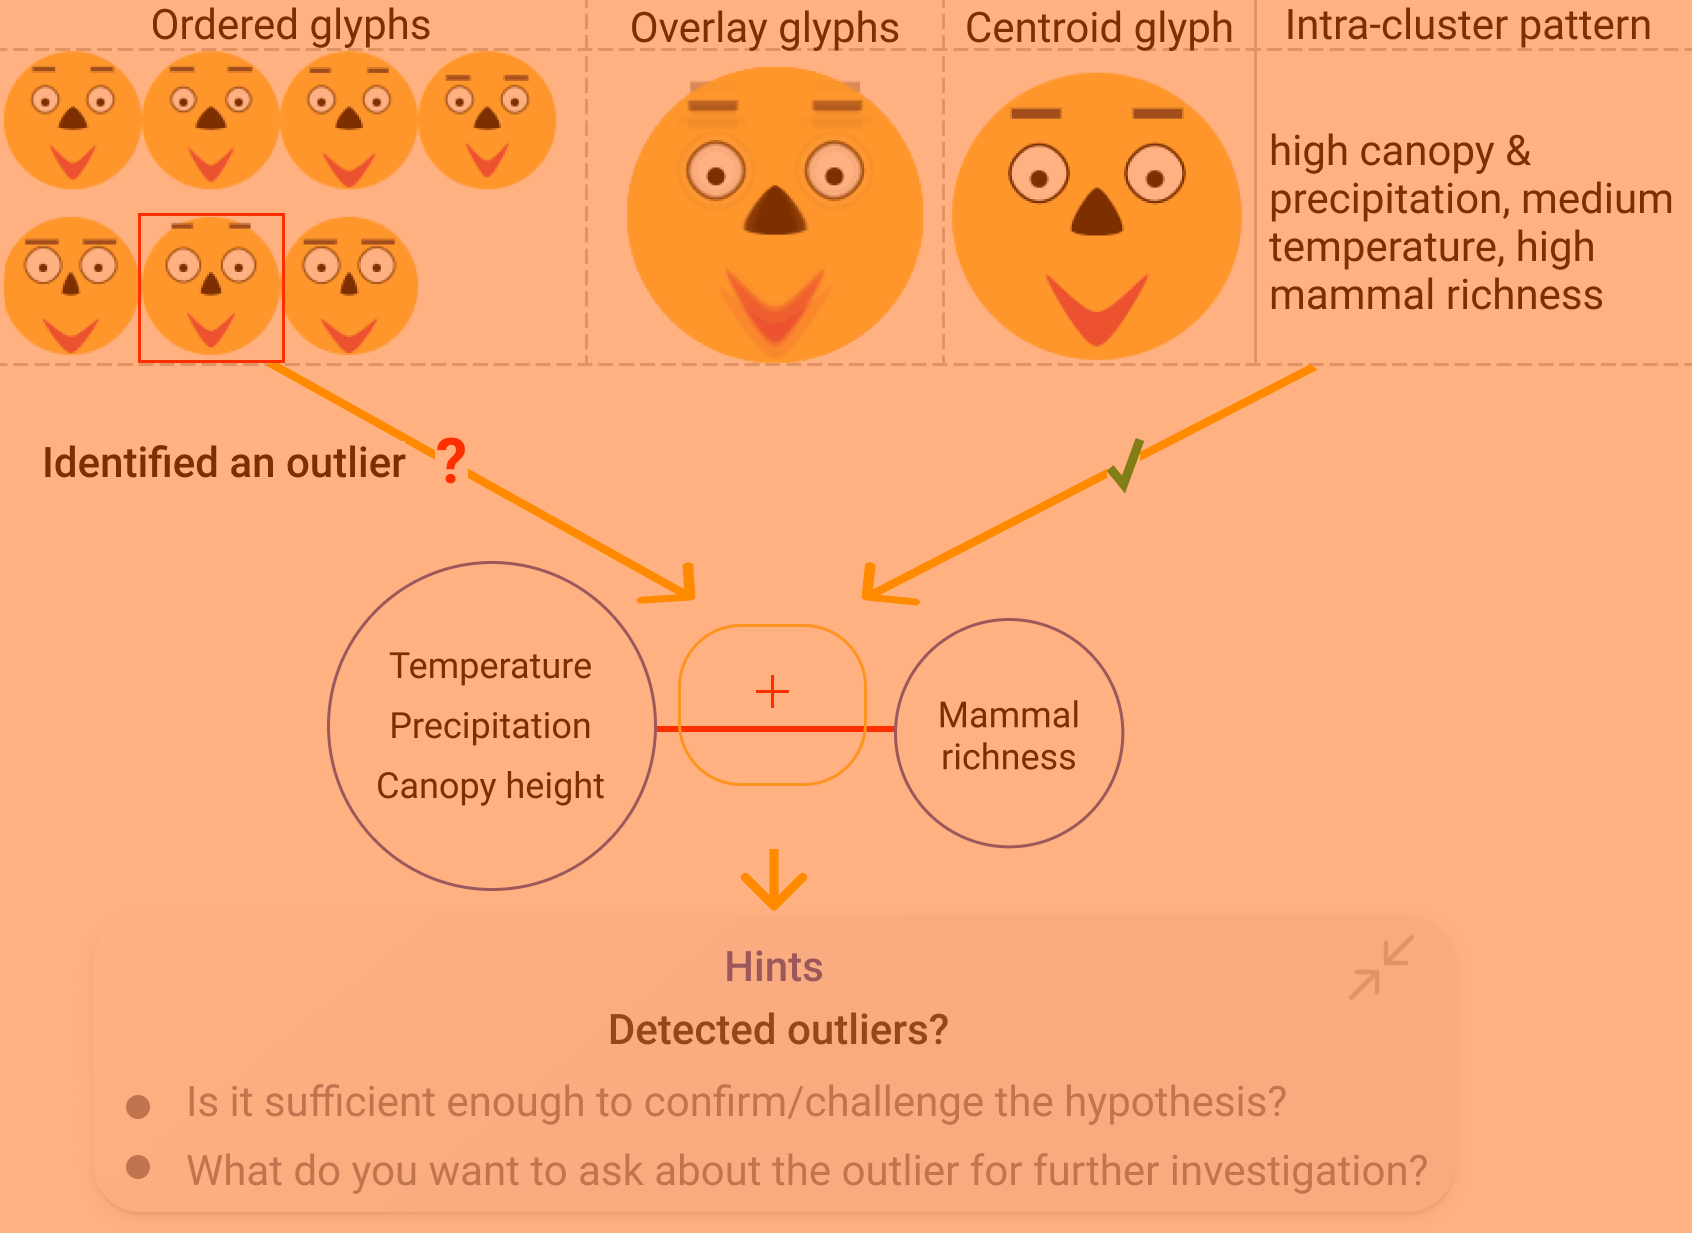 Ordered glyphs
Overlay glyphs
Centroid glyph
Intra-cluster pattern
high canopy &
precipitation, medium
temperature, high
mammal richness
Identified an outlier
?
Temperature
Precipitation
Canopy height
+
Mammal
richness
Hints
Detected outliers?
Is it sufficient enough to confirm/challenge the hypothesis?
What do you want to ask about the outlier for further investigation?